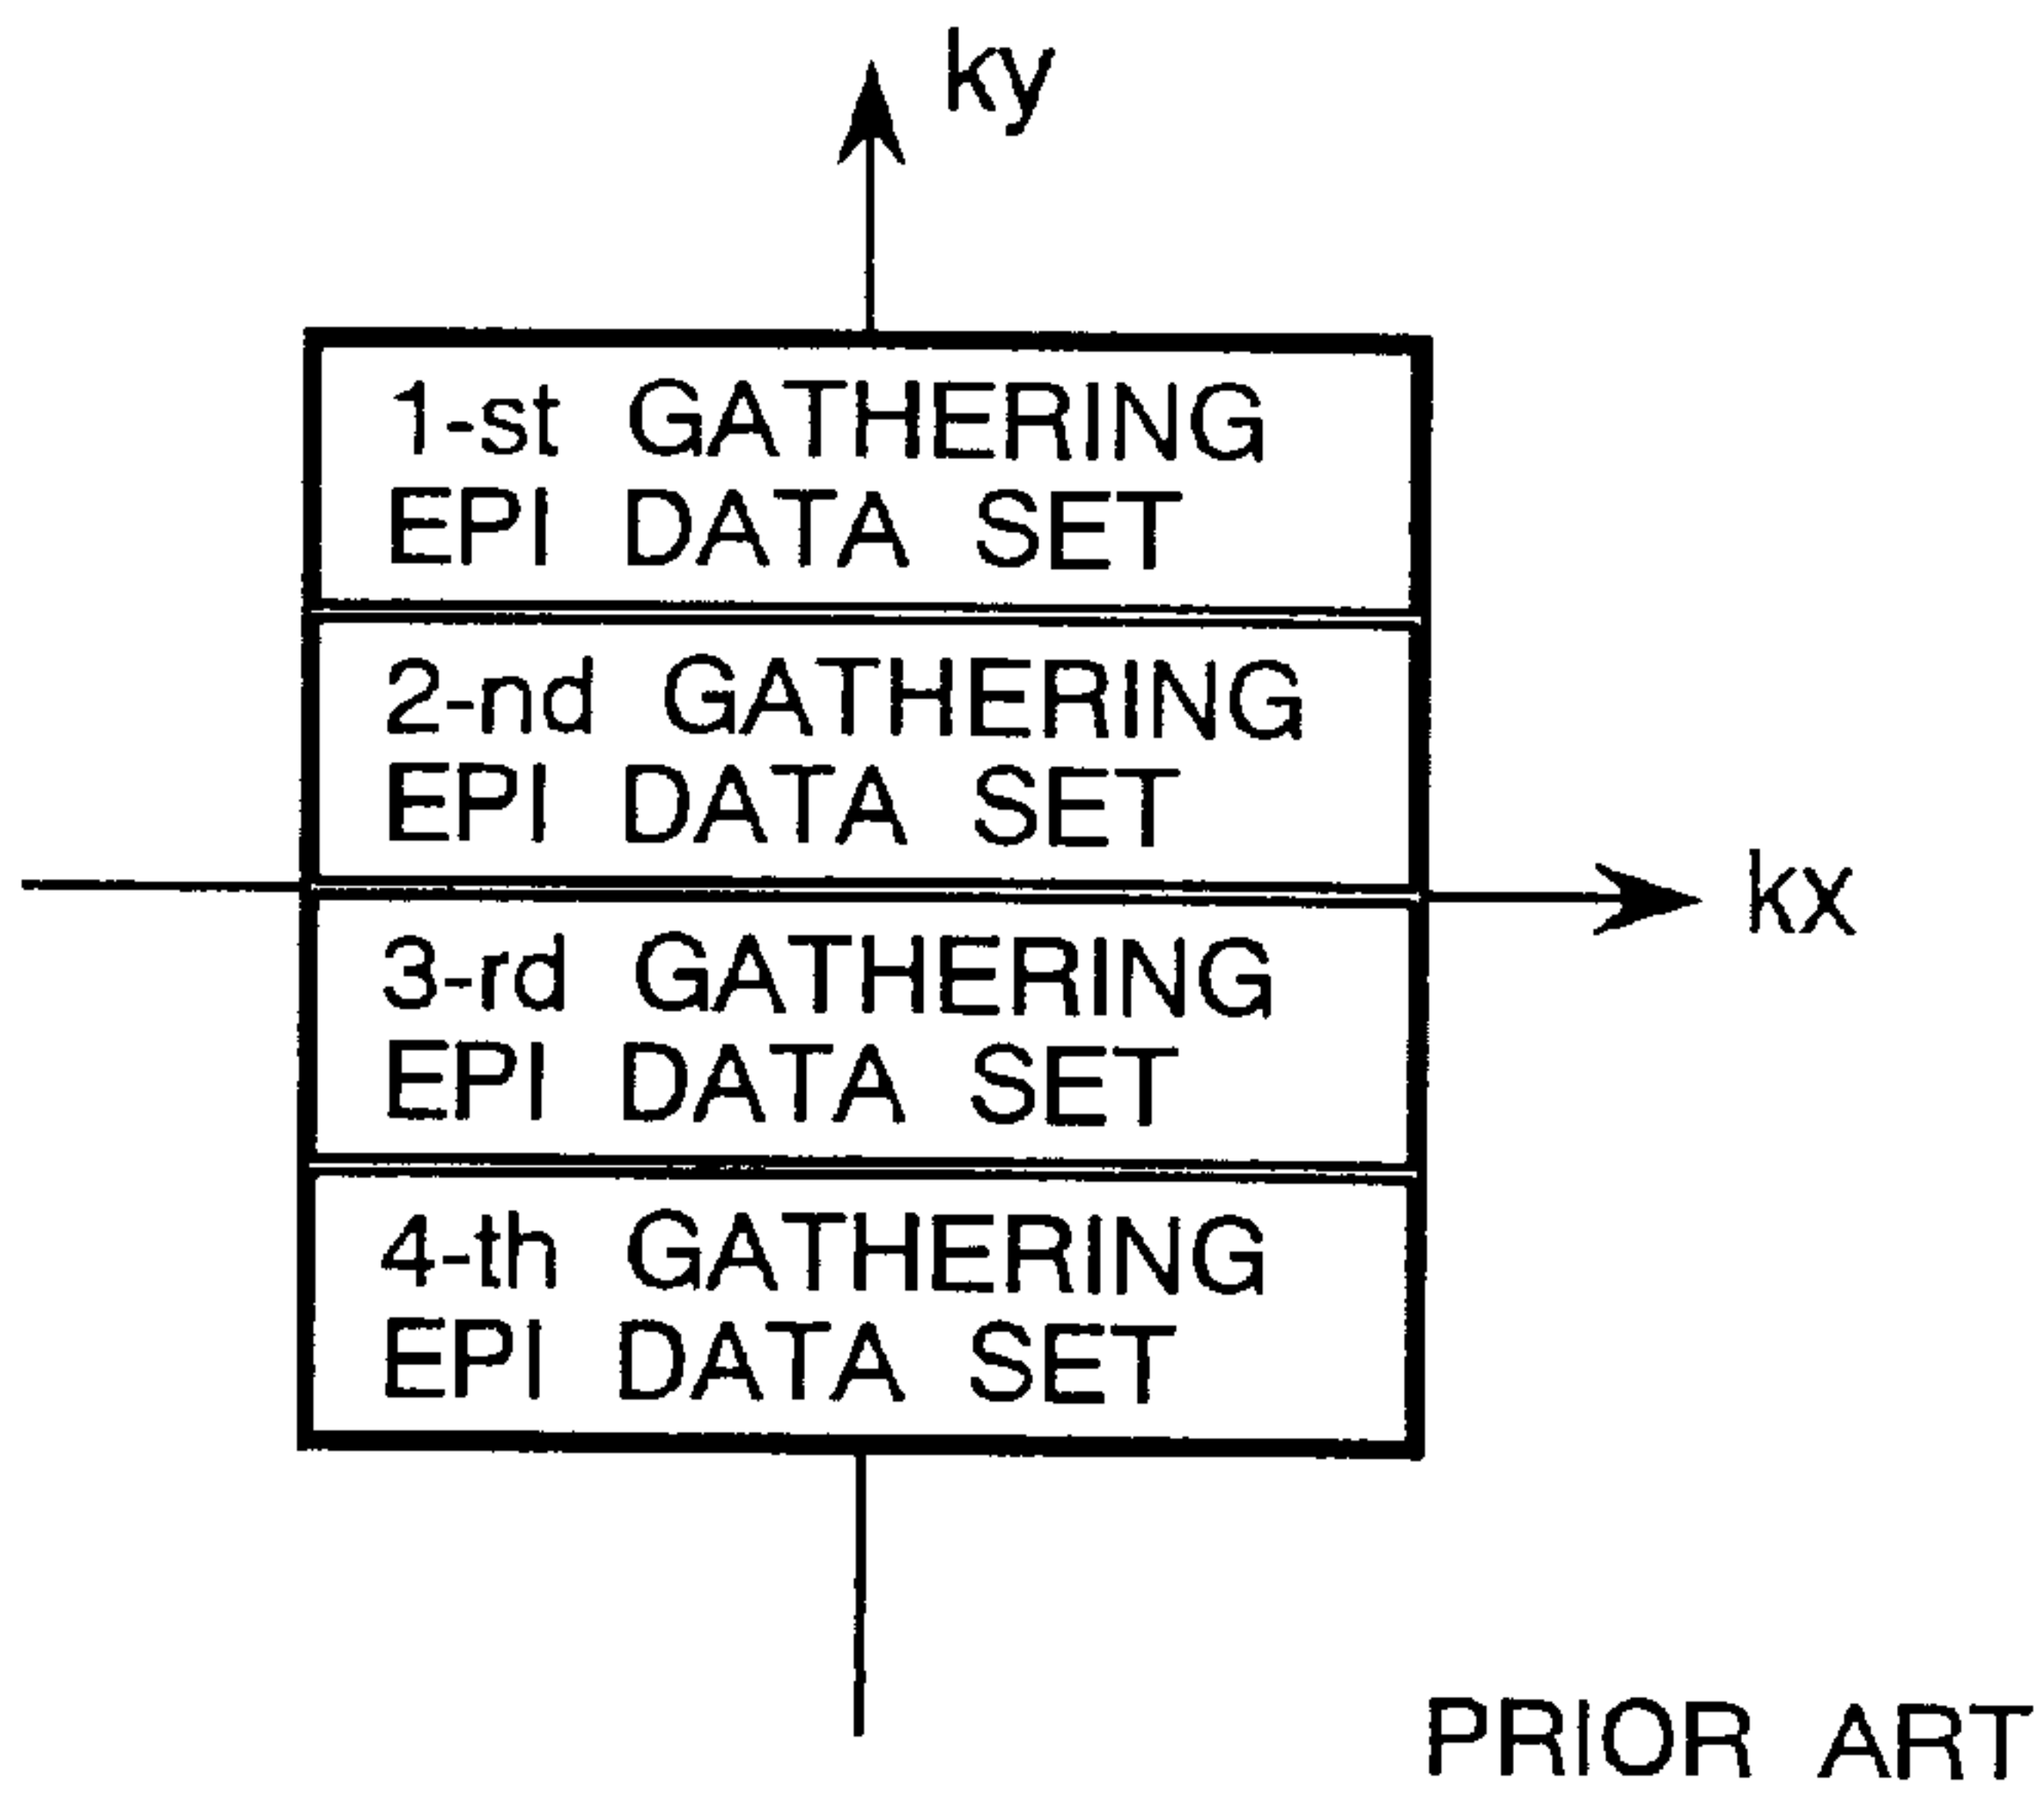 ky
1-st GATHERING
EPI DATA SET
2-nd GATHERING
EPI DATA SET
kx
3-rd GATHERING
EPI DATA SET
4-th GATHERING
EPI DATA SET
PRIOR ART